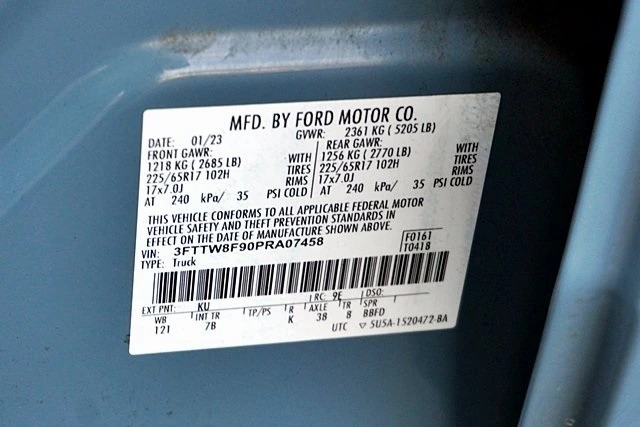 MFD. BY FORD MOTOR CO.
DATE: 01/23 GVWR: 2361 KG ( 5205 LB)
FRONT GAWR: REAR GAWR:
1218 KG ( 2685 LB) WITH 1256 KG ( 2770 LB) WITH
225/65R17 102H TIRES 225/65R17 102H TIRES
17x7.0J RIMS 17x7.0J RIMS
AT 240 kPa/ 35 PSI COLD AT 240 kPa/ 35 PSI COLD
THIS VEHICLE CONFORMS TO ALL APPLICABLE FEDERAL MOTOR
VEHICLE SAFETY AND THEFT PREVENTION STANDARDS IN
EFFECT ON THE DATE OF MANUFACTURE SHOWN ABOVE.
VIN: 3FTTW8F90PRA07458 F0161
TYPE: Truck T0418
EXT PNT: KU RC: 9E DSO:
WB INT TR TP/PS R AXLE TR SPR
121 7B K 38 8 BBFD
UTC ▽ 5U5A-1520472-BA